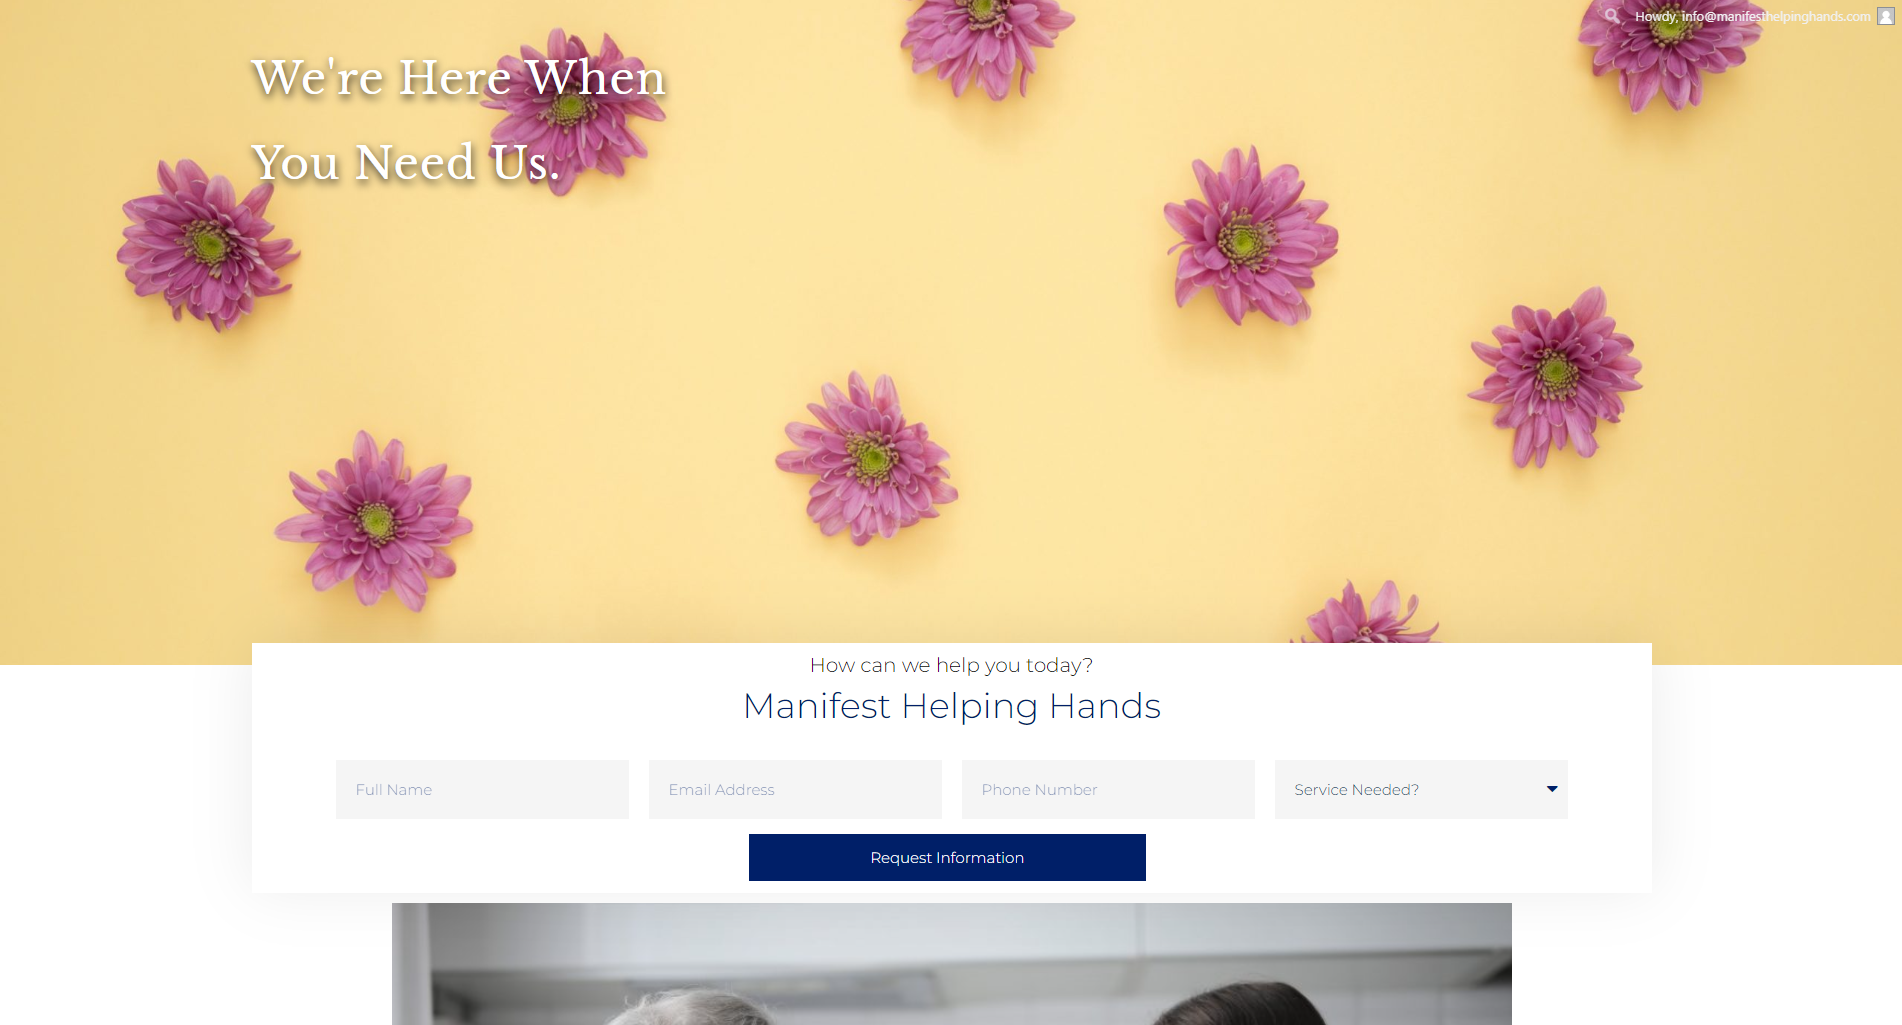 Howdy, info@manifesthelpinghands.com
We're Here When
You Need Us.
How can we help you today?
Manifest Helping Hands
Full Name
Email Address
Phone Number
Service Needed?
Request Information